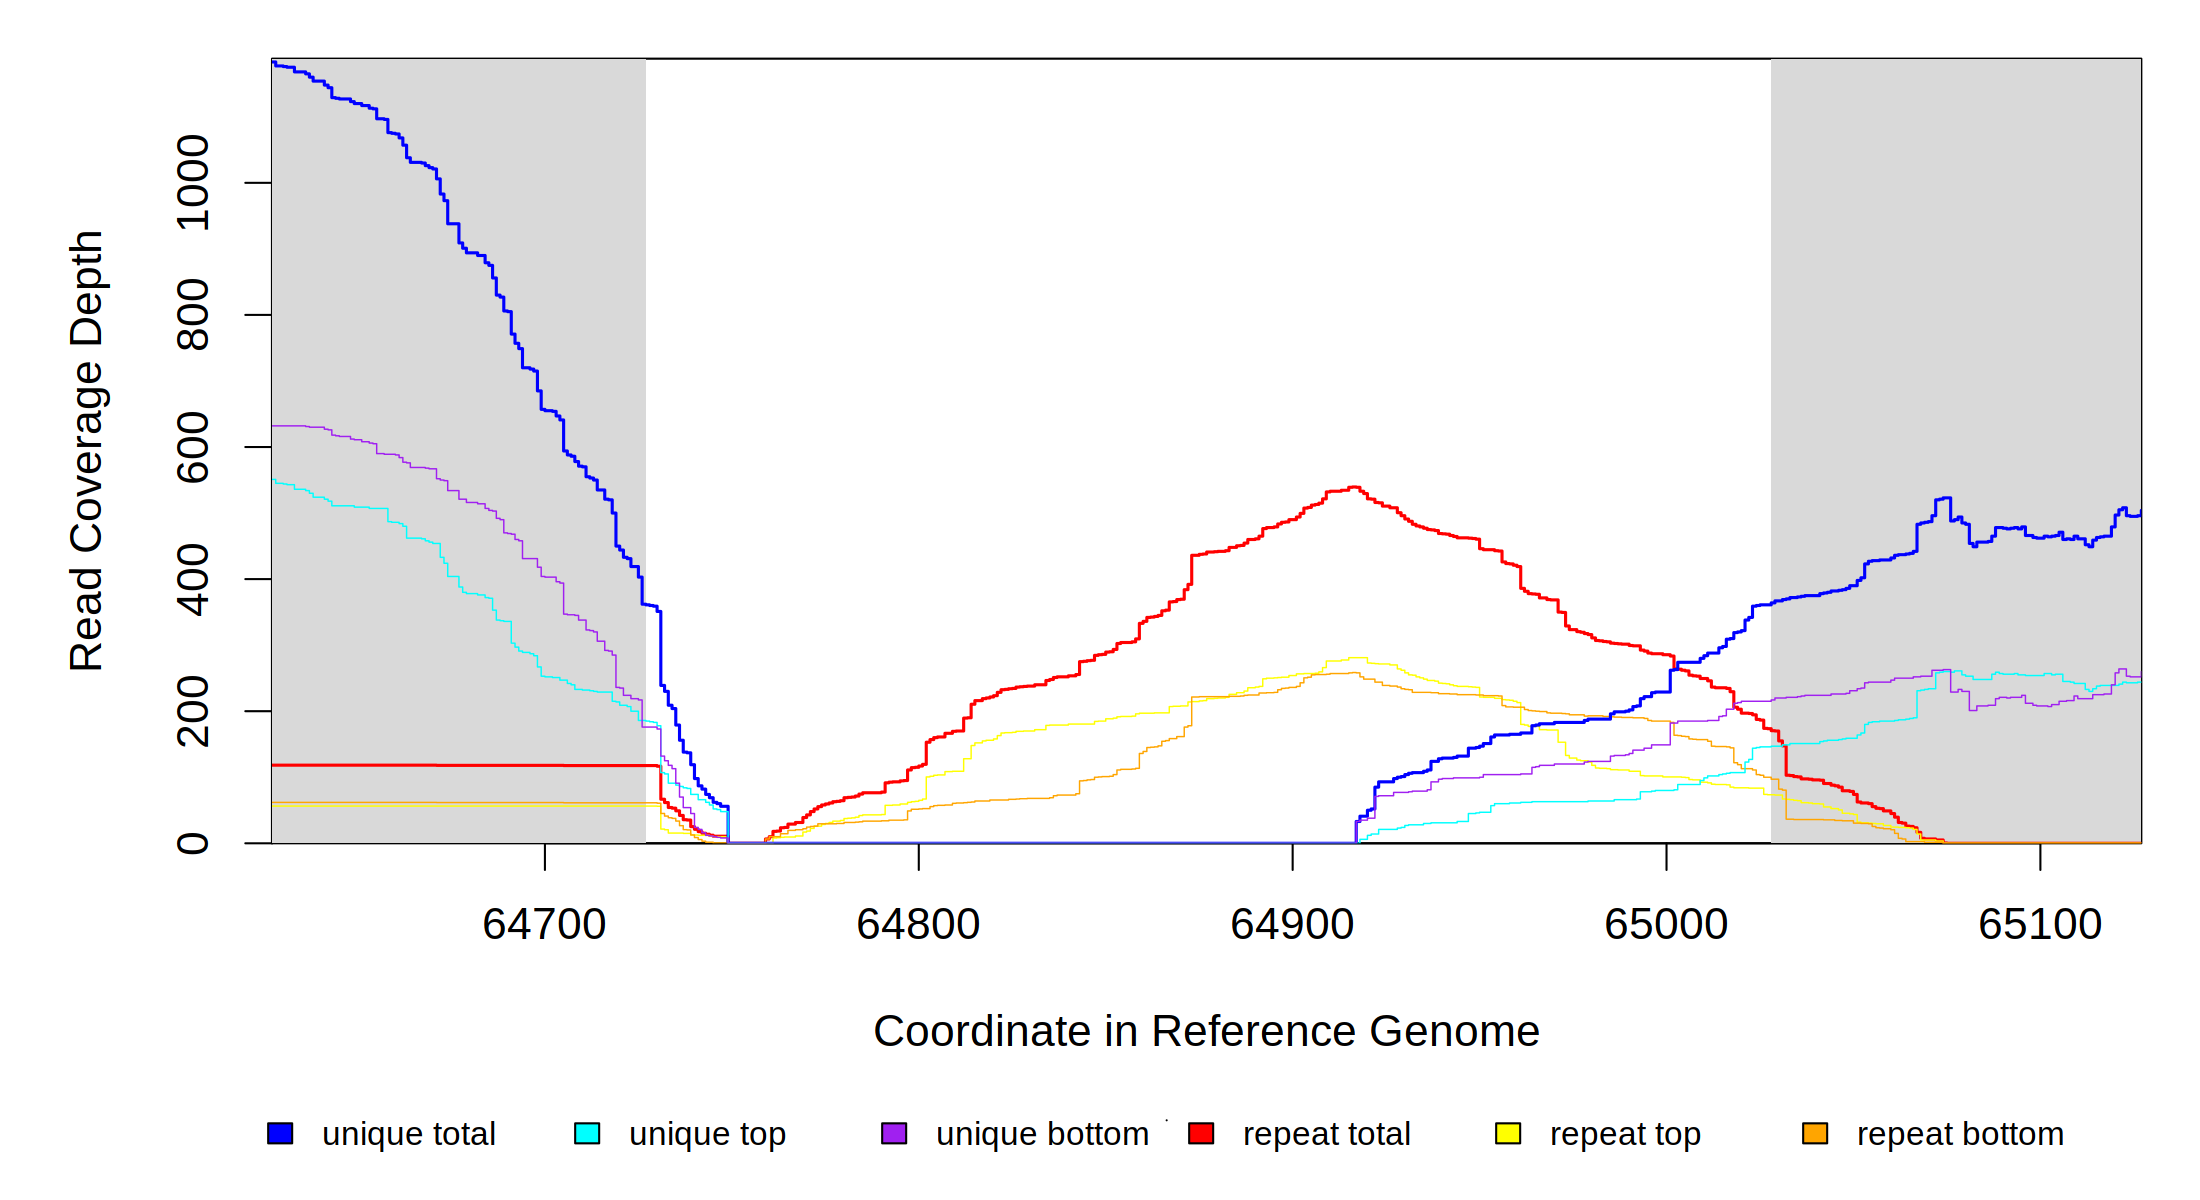 Read Coverage Depth
1000
800
600
400
200
0
64700 64800 64900 65000 65100
Coordinate in Reference Genome
unique total unique top unique bottom repeat total repeat top repeat bottom